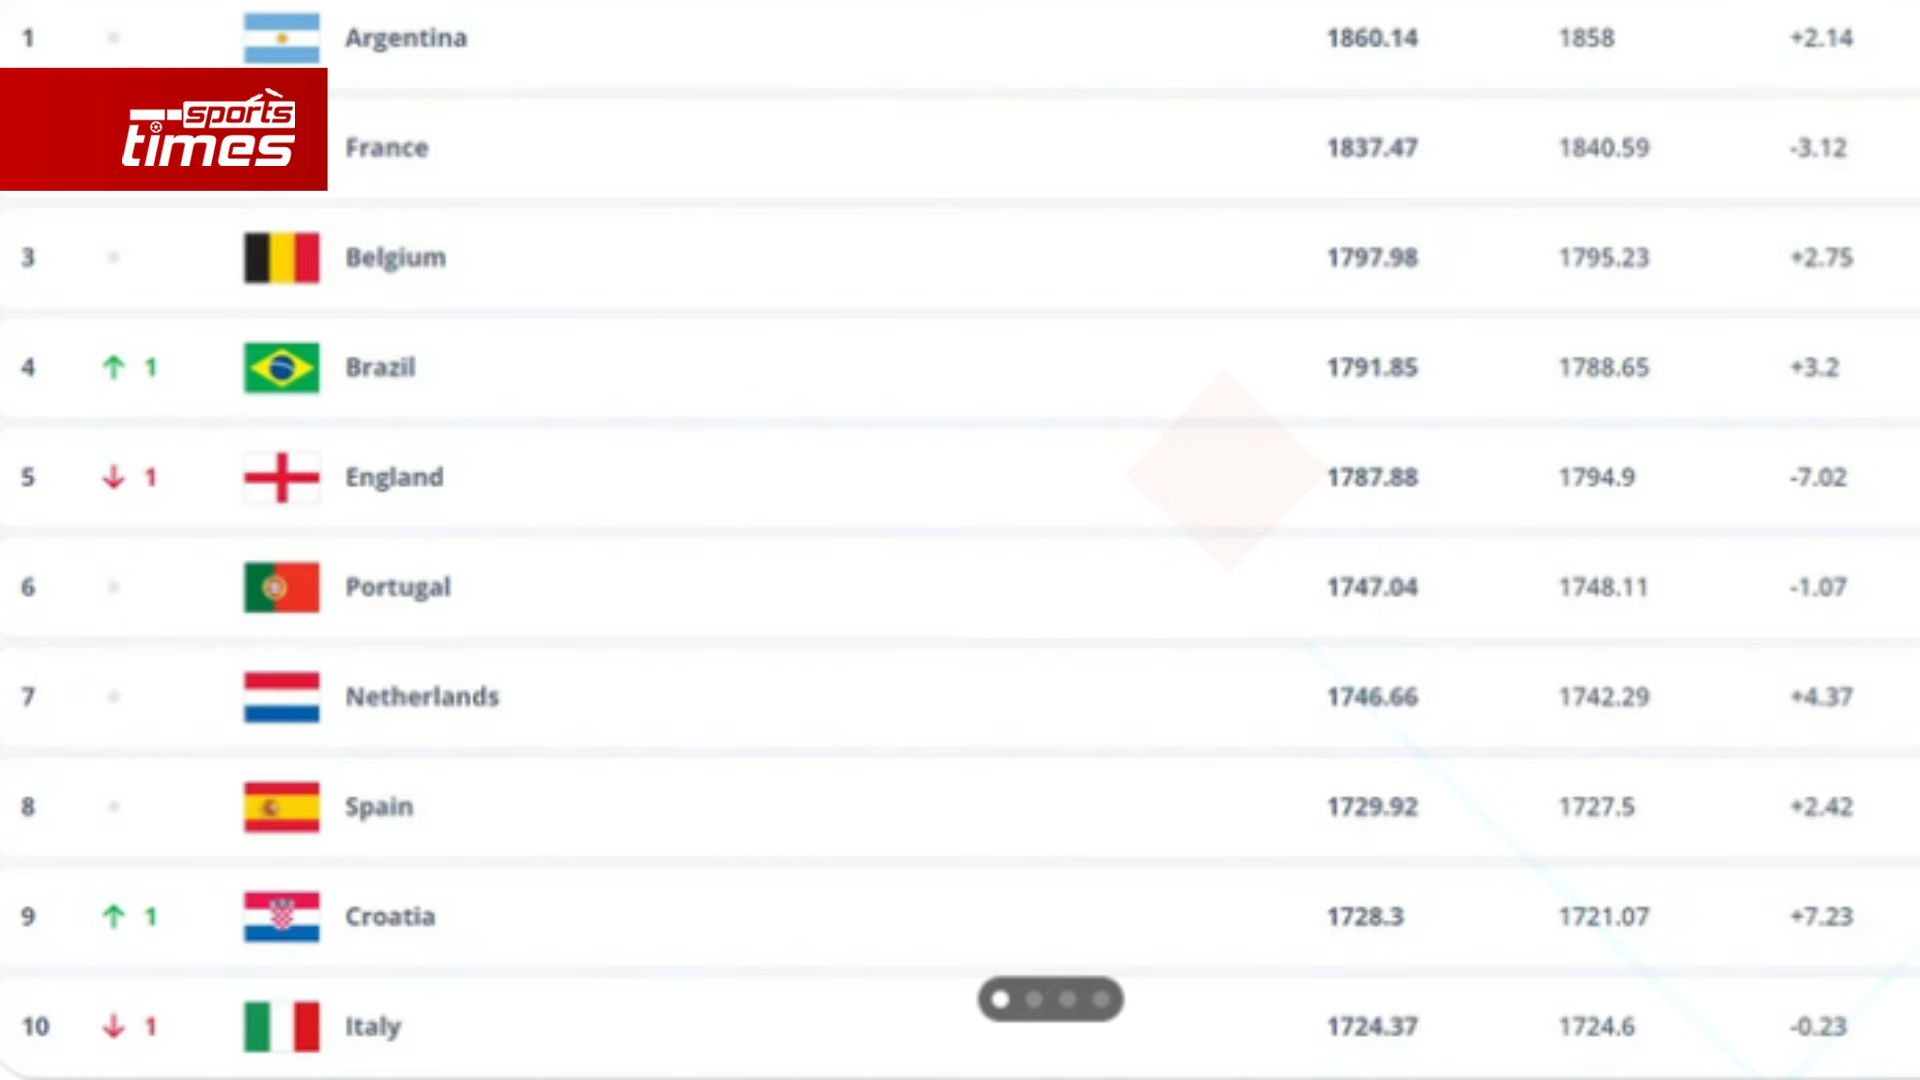 1 Argentina 1860.14 1858 +2.14
sports
times
France 1837.47 1840.59 -3.12
3 Belgium 1797.98 1795.23 +2.75
4 1 Brazil 1791.85 1788.65 +3.2
5 1 England 1787.88 1794.9 -7.02
6 Portugal 1747.04 1748.11 -1.07
7 Netherlands 1746.66 1742.29 +4.37
8 Spain 1729.92 1727.5 +2.42
9 1 Croatia 1728.3 1721.07 +7.23
10 1 Italy 1724.37 1724.6 -0.23